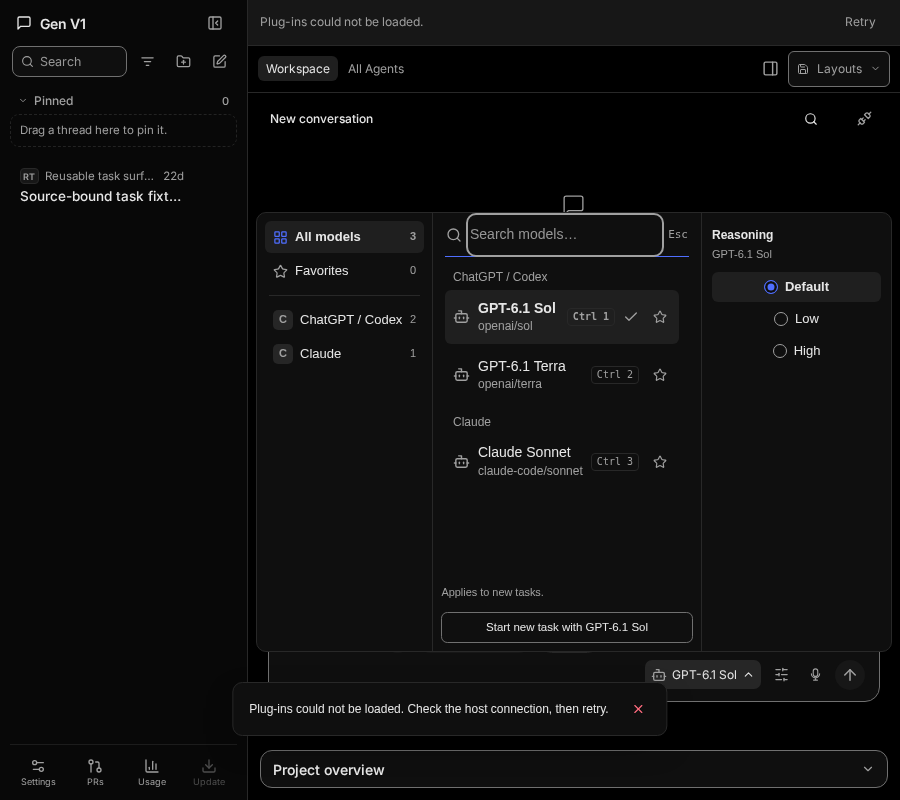 Gen V1
Search
Pinned 0
Drag a thread here to pin it.
RT Reusable task surf... 22d
Source-bound task fixt...
Settings PRs Usage Update
Plug-ins could not be loaded. Retry
Workspace All Agents Layouts
New conversation
All models 3
Favorites 0
C ChatGPT / Codex 2
C Claude 1
Search models... Esc
ChatGPT / Codex
GPT-6.1 Sol Ctrl 1
openai/sol
GPT-6.1 Terra Ctrl 2
openai/terra
Claude
Claude Sonnet Ctrl 3
claude-code/sonnet
Applies to new tasks.
Start new task with GPT-6.1 Sol
Reasoning
GPT-6.1 Sol
Default
Low
High
GPT-6.1 Sol
Plug-ins could not be loaded. Check the host connection, then retry.
Project overview